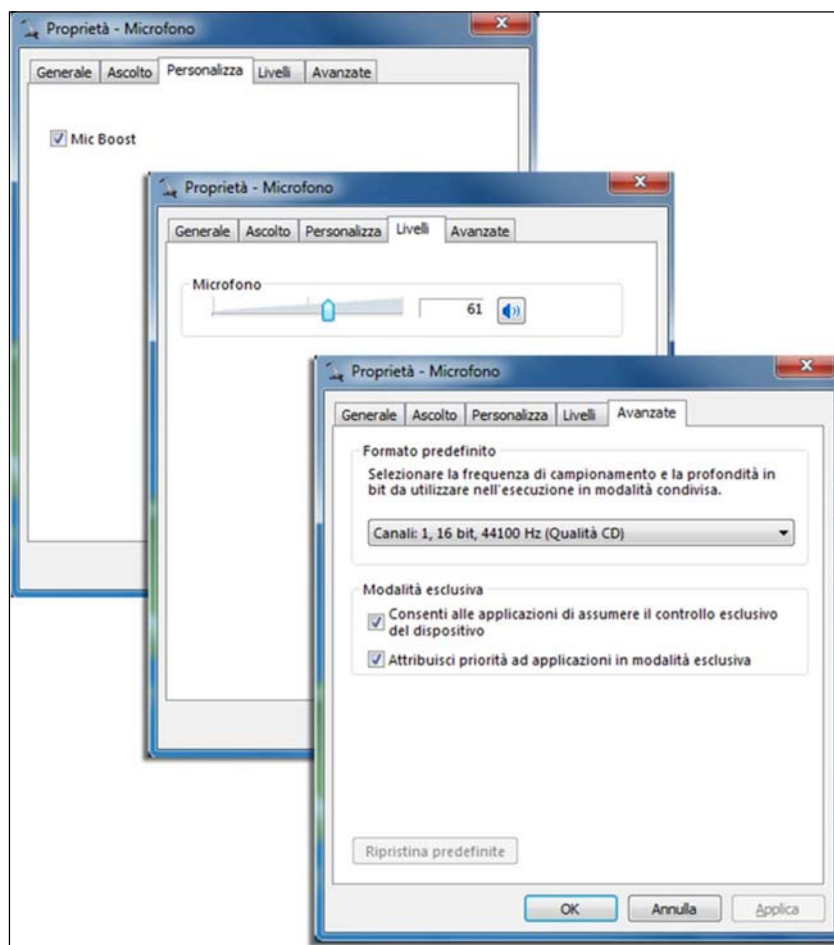 Proprietà - Microfono
Generale Ascolto Personalizza Livelli Avanzate
Mic Boost
Proprietà - Microfono
Generale Ascolto Personalizza Livelli Avanzate
Microfono
61
Proprietà - Microfono
Generale Ascolto Personalizza Livelli Avanzate
Formato predefinito
Selezionare la frequenza di campionamento e la profondità in
bit da utilizzare nell'esecuzione in modalità condivisa.
Canali: 1, 16 bit, 44100 Hz (Qualità CD)
Modalità esclusiva
Consenti alle applicazioni di assumere il controllo esclusivo
del dispositivo
Attribuisci priorità ad applicazioni in modalità esclusiva
Ripristina predefinite
OK Annulla Applica